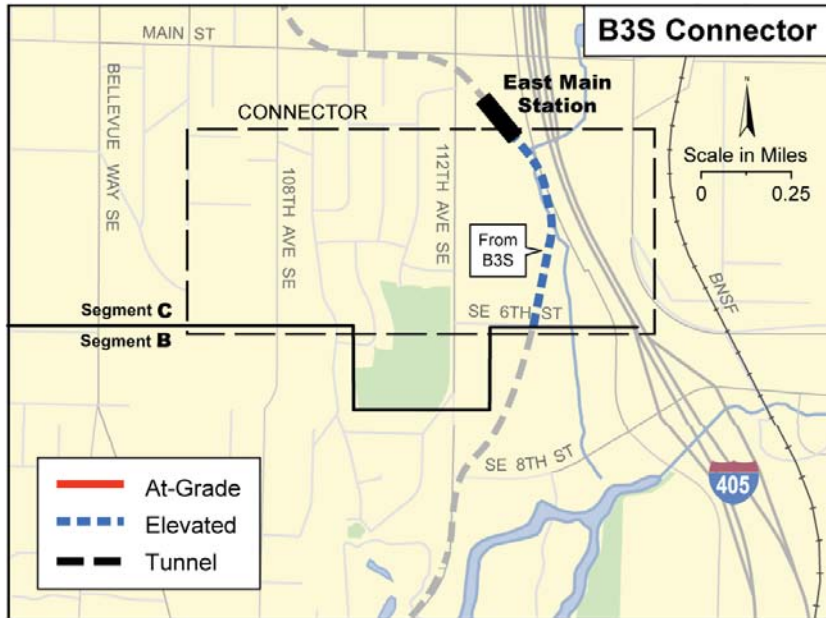 B3S Connector
MAIN ST
BELLEVUE WAY SE
CONNECTOR
East Main
Station
N
Scale in Miles
0 0.25
108TH AVE SE
112TH AVE SE
From
B3S
BNSF
Segment C
SE 6TH ST
Segment B
SE 8TH ST
405
At-Grade
Elevated
Tunnel